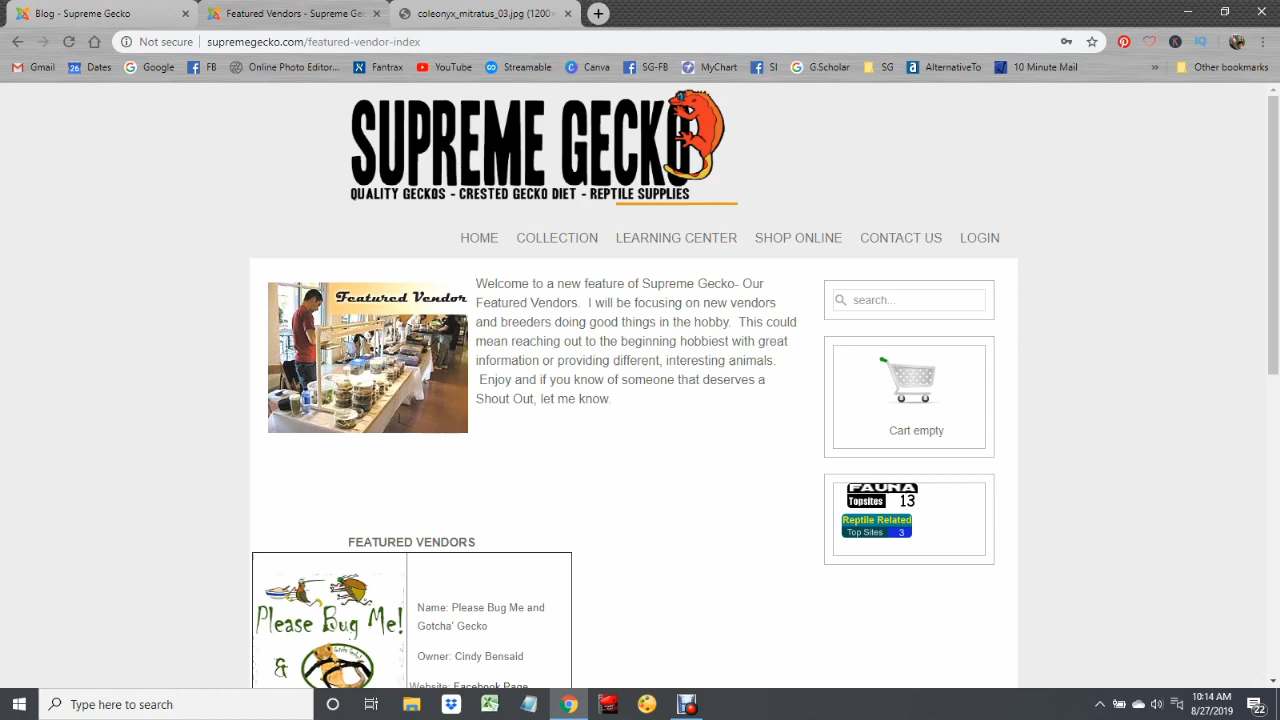 Blog - Supreme Gecko
Featured Vendors - Supreme Ge
coleonyx_mitratus_03.jpg (1200
Not secure | supremegecko.com/featured-vendor-index
Gmail 26 Dates Google FB Online Photo Editor... Fantrax YouTube Streamable Canva SG-FB MyChart SI G.Scholar SG AlternativeTo 10 Minute Mail » Other bookmarks
SUPREME GECKO
QUALITY GECKOS - CRESTED GECKO DIET - REPTILE SUPPLIES
HOME COLLECTION LEARNING CENTER SHOP ONLINE CONTACT US LOGIN
Featured Vendor
Welcome to a new feature of Supreme Gecko- Our
Featured Vendors. I will be focusing on new vendors
and breeders doing good things in the hobby. This could
mean reaching out to the beginning hobbiest with great
information or providing different, interesting animals.
Enjoy and if you know of someone that deserves a
Shout Out, let me know.
search...
Cart empty
FAUNA
Topsites 13
Reptile Related
Top Sites 3
FEATURED VENDORS
Please Bug Me!
&
Name: Please Bug Me and
Gotcha' Gecko
Owner: Cindy Bensaid
Website: Facebook Page
Type here to search
10:14 AM
8/27/2019
22